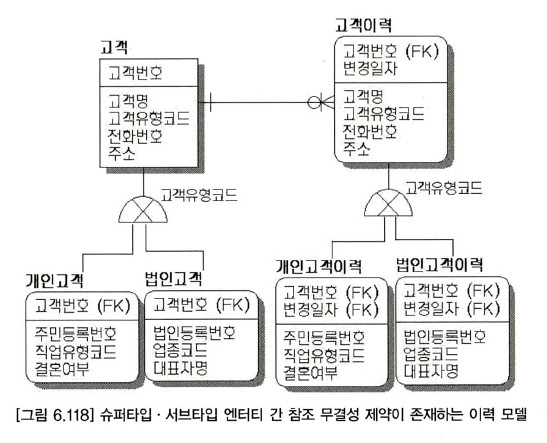 고객
고객번호
고객명
고객유형코드
전화번호
주소
고객이력
고객번호 (FK)
변경일자
고객명
고객유형코드
전화번호
주소
고객유형코드
고객유형코드
개인고객
고객번호 (FK)
주민등록번호
직업유형코드
결혼여부
법인고객
고객번호 (FK)
법인등록번호
업종코드
대표자명
개인고객이력
고객번호 (FK)
변경일자 (FK)
주민등록번호
직업유형코드
결혼여부
법인고객이력
고객번호 (FK)
변경일자 (FK)
법인등록번호
업종코드
대표자명
[그림 6.118] 슈퍼타입 · 서브타입 엔터티 간 참조 무결성 제약이 존재하는 이력 모델